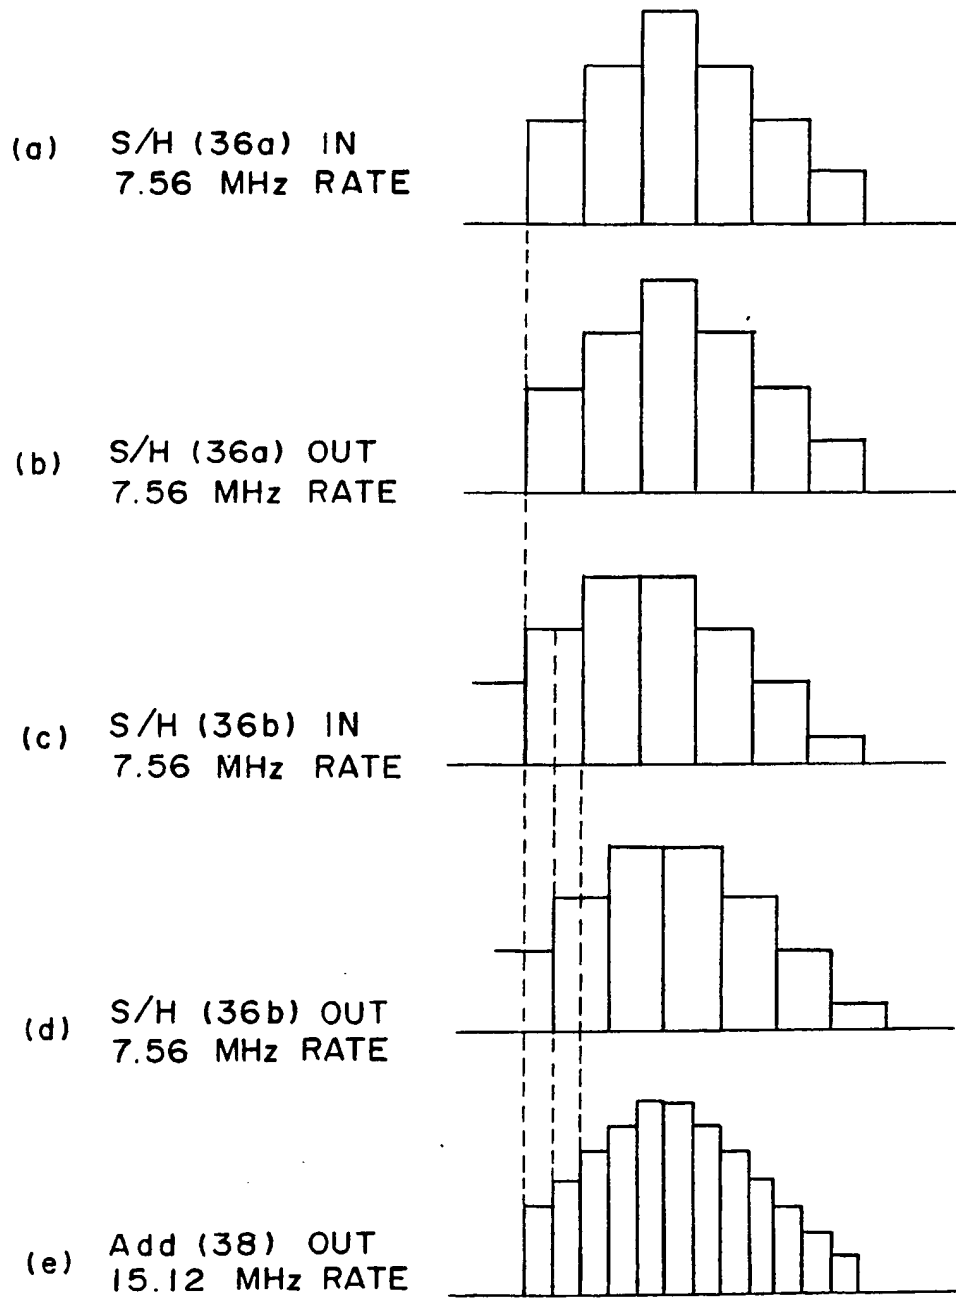 (a) S/H (36a) IN
7.56 MHz RATE
(b) S/H (36a) OUT
7.56 MHz RATE
(c) S/H (36b) IN
7.56 MHz RATE
(d) S/H (36b) OUT
7.56 MHz RATE
(e) Add (38) OUT
15.12 MHz RATE